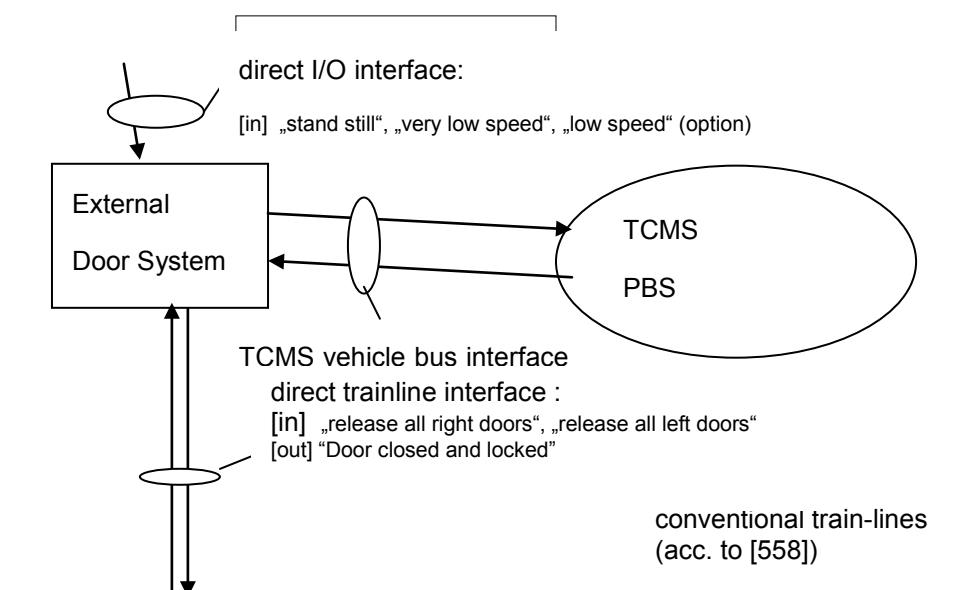 direct I/O interface:
[in] „stand still“, „very low speed“, „low speed“ (option)
External
Door System
TCMS
PBS
TCMS vehicle bus interface
direct trainline interface :
[in] „release all right doors“, „release all left doors“
[out] “Door closed and locked”
conventional train-lines
(acc. to [558])